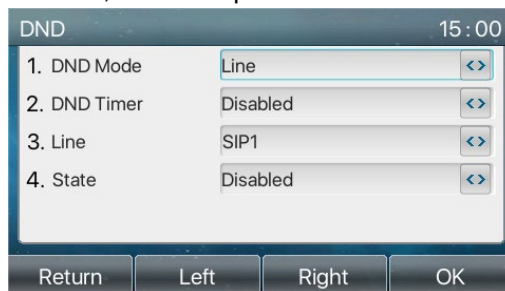 DND 15:00
1. DND Mode Line <>
2. DND Timer Disabled <>
3. Line SIP1 <>
4. State Disabled <>
Return Left Right OK